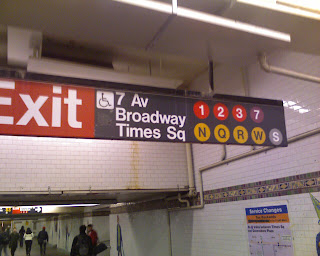 Exit
7 Av
Broadway
Times Sq
1 2 3 7
N Q R W S
Service Changes